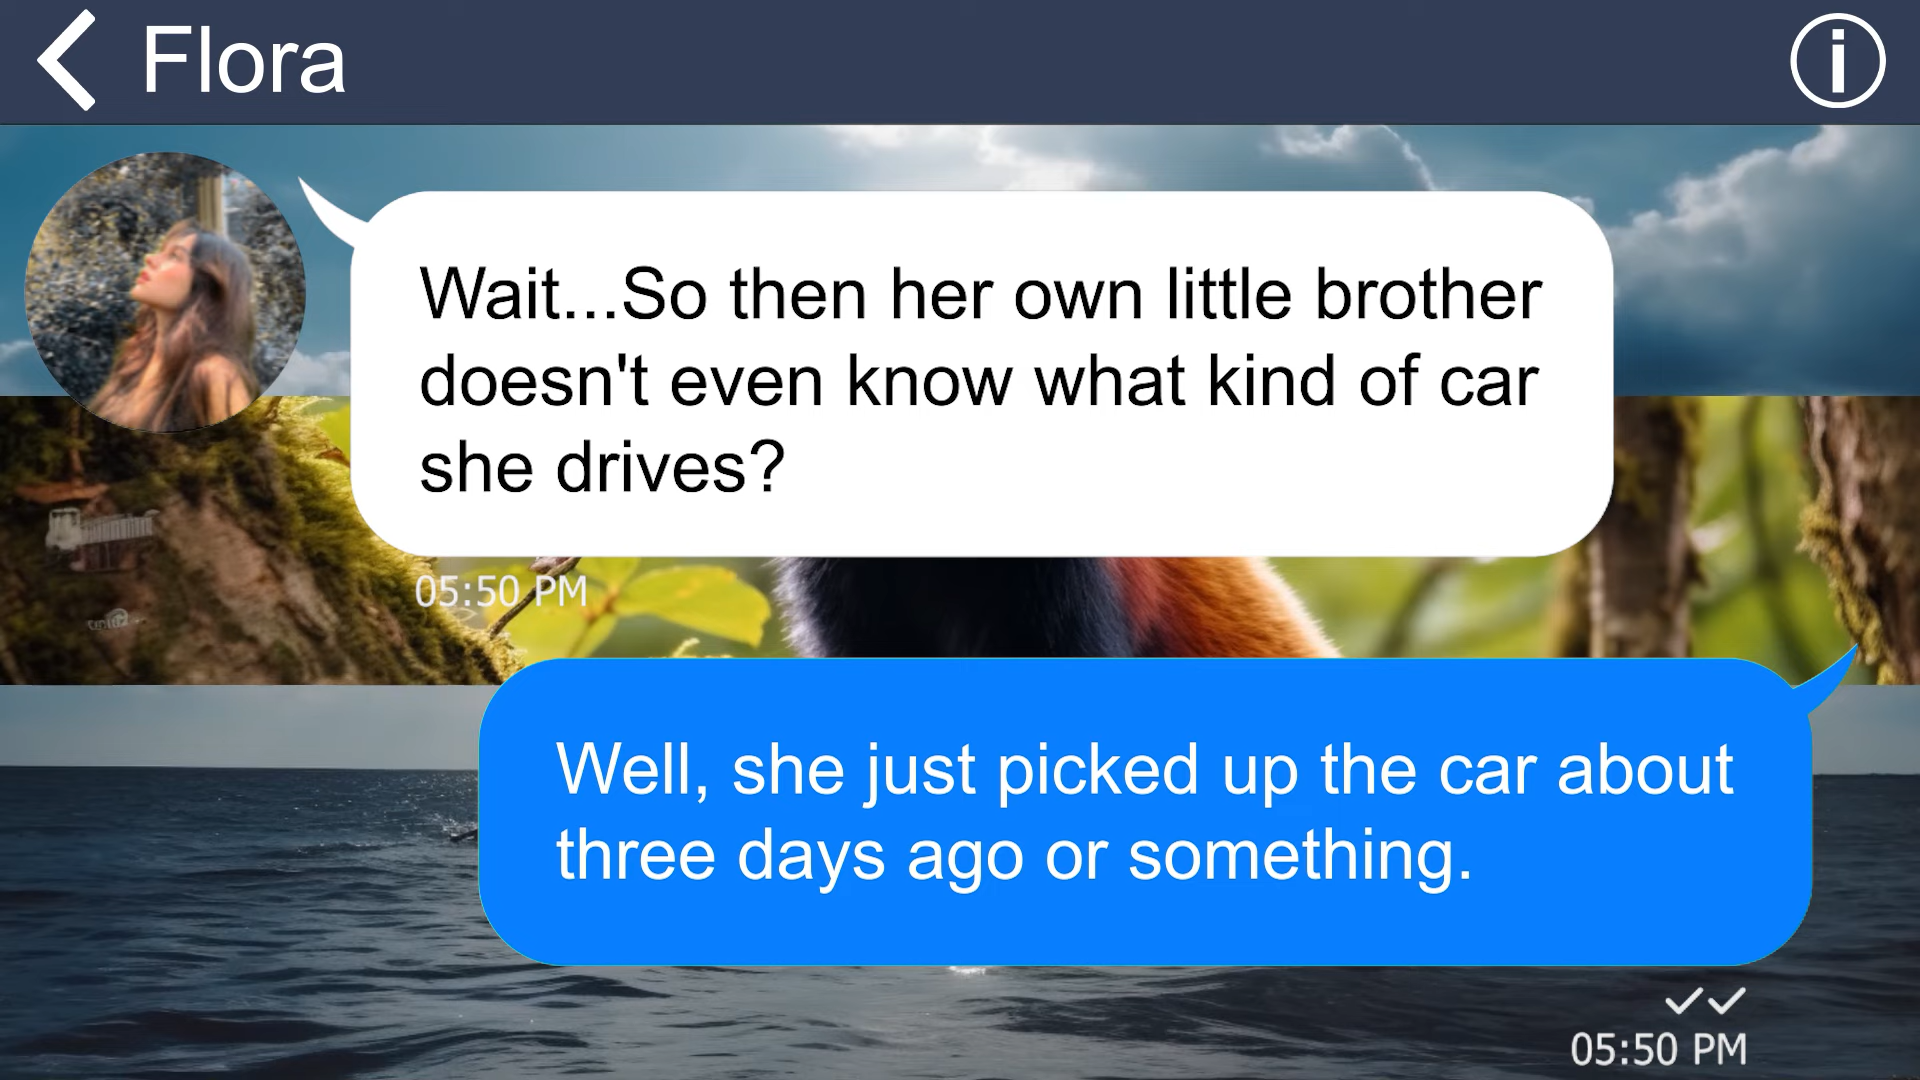 Flora
Wait...So then her own little brother
doesn't even know what kind of car
she drives?
05:50 PM
Well, she just picked up the car about
three days ago or something.
05:50 PM